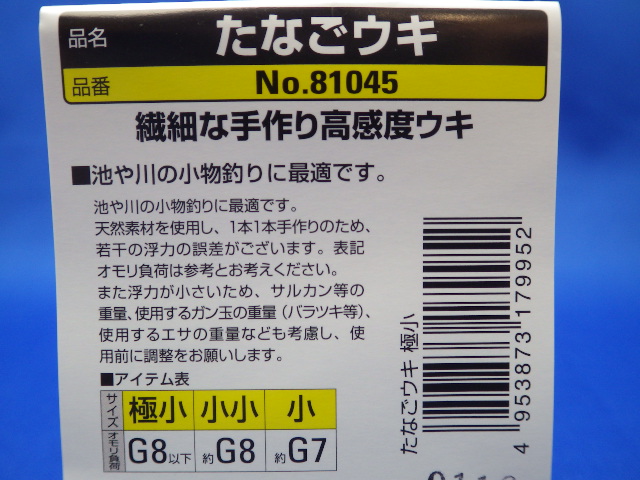 品名 たなごウキ
品番 No.81045
繊細な手作り高感度ウキ
■池や川の小物釣りに最適です。
池や川の小物釣りに最適です。
天然素材を使用し、1本1本手作りのため、
若干の浮力の誤差がございます。表記
オモリ負荷は参考とお考えください。
また浮力が小さいため、サルカン等の
重量、使用するガン玉の重量（バラツキ等）、
使用するエサの重量なども考慮し、使
用前に調整をお願いします。
■アイテム表
サイズ 極小 小小 小
オモリ負荷 G8以下 約G8 約G7
たなごウキ 極小
4 953873 179952